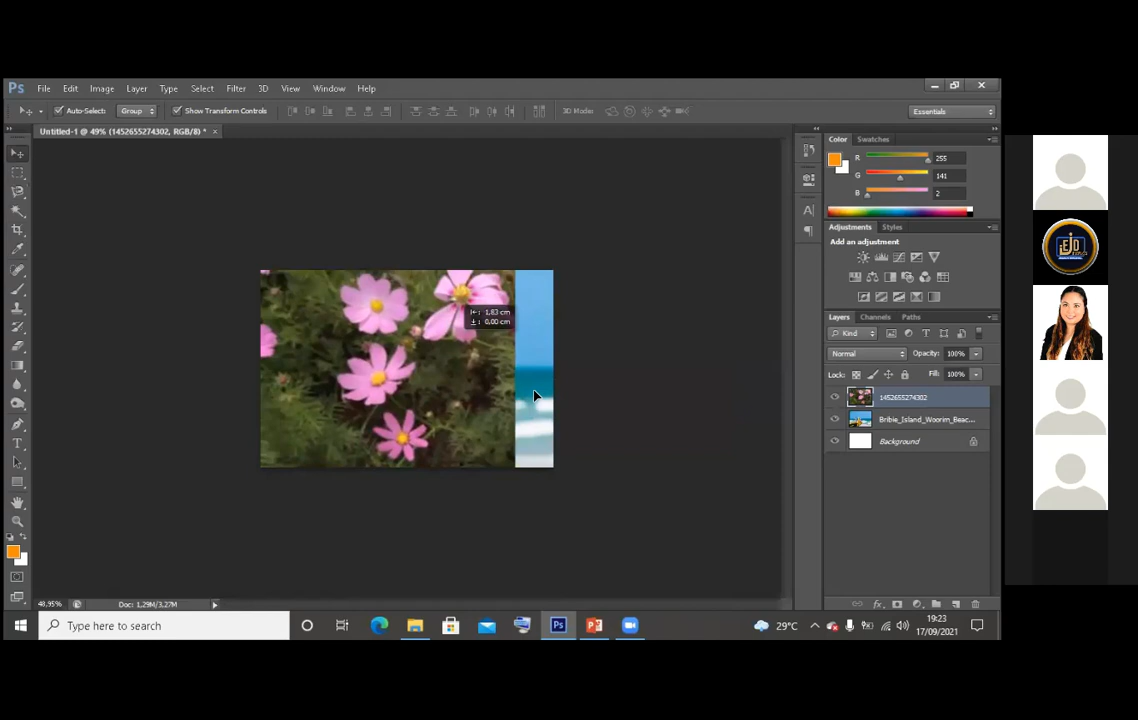 Ps File Edit Image Layer Type Select Filter 3D View Window Help
Auto-Select: Group Show Transform Controls 3D Mode: Essentials
Untitled-1 @ 49% (1452655274302, RGB/8) * ×
Color Swatches
R 255
G 141
B 2
Adjustments Styles
Add an adjustment
1,83 cm
0,00 cm
Layers Channels Paths
Kind
Normal Opacity: 100%
Lock: Fill: 100%
1452655274302
Bribie_Island_Woorim_Beac...
Background
48,95% Doc: 1,29M/3,27M
Type here to search
Ps
29°C
19:23
17/09/2021